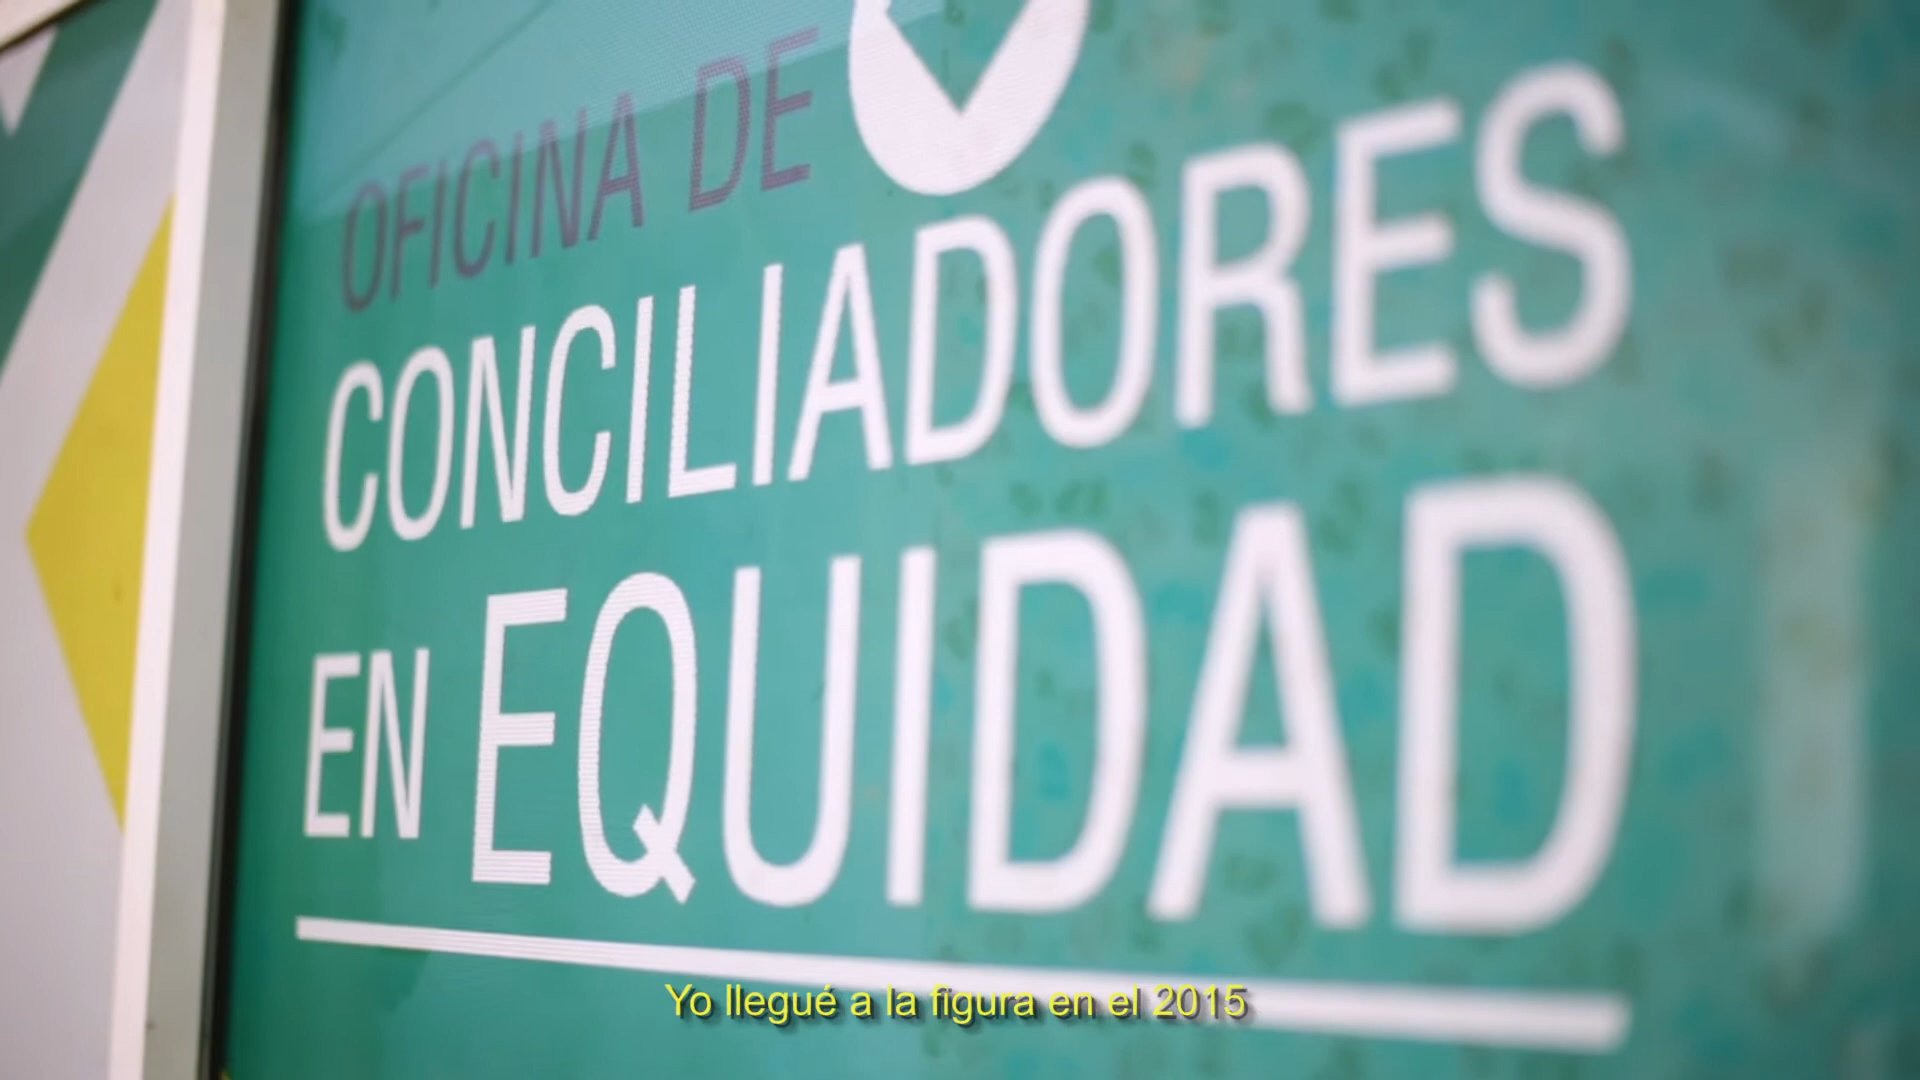 OFICINA DE
CONCILIADORES
EN EQUIDAD
Yo llegué a la figura en el 2015